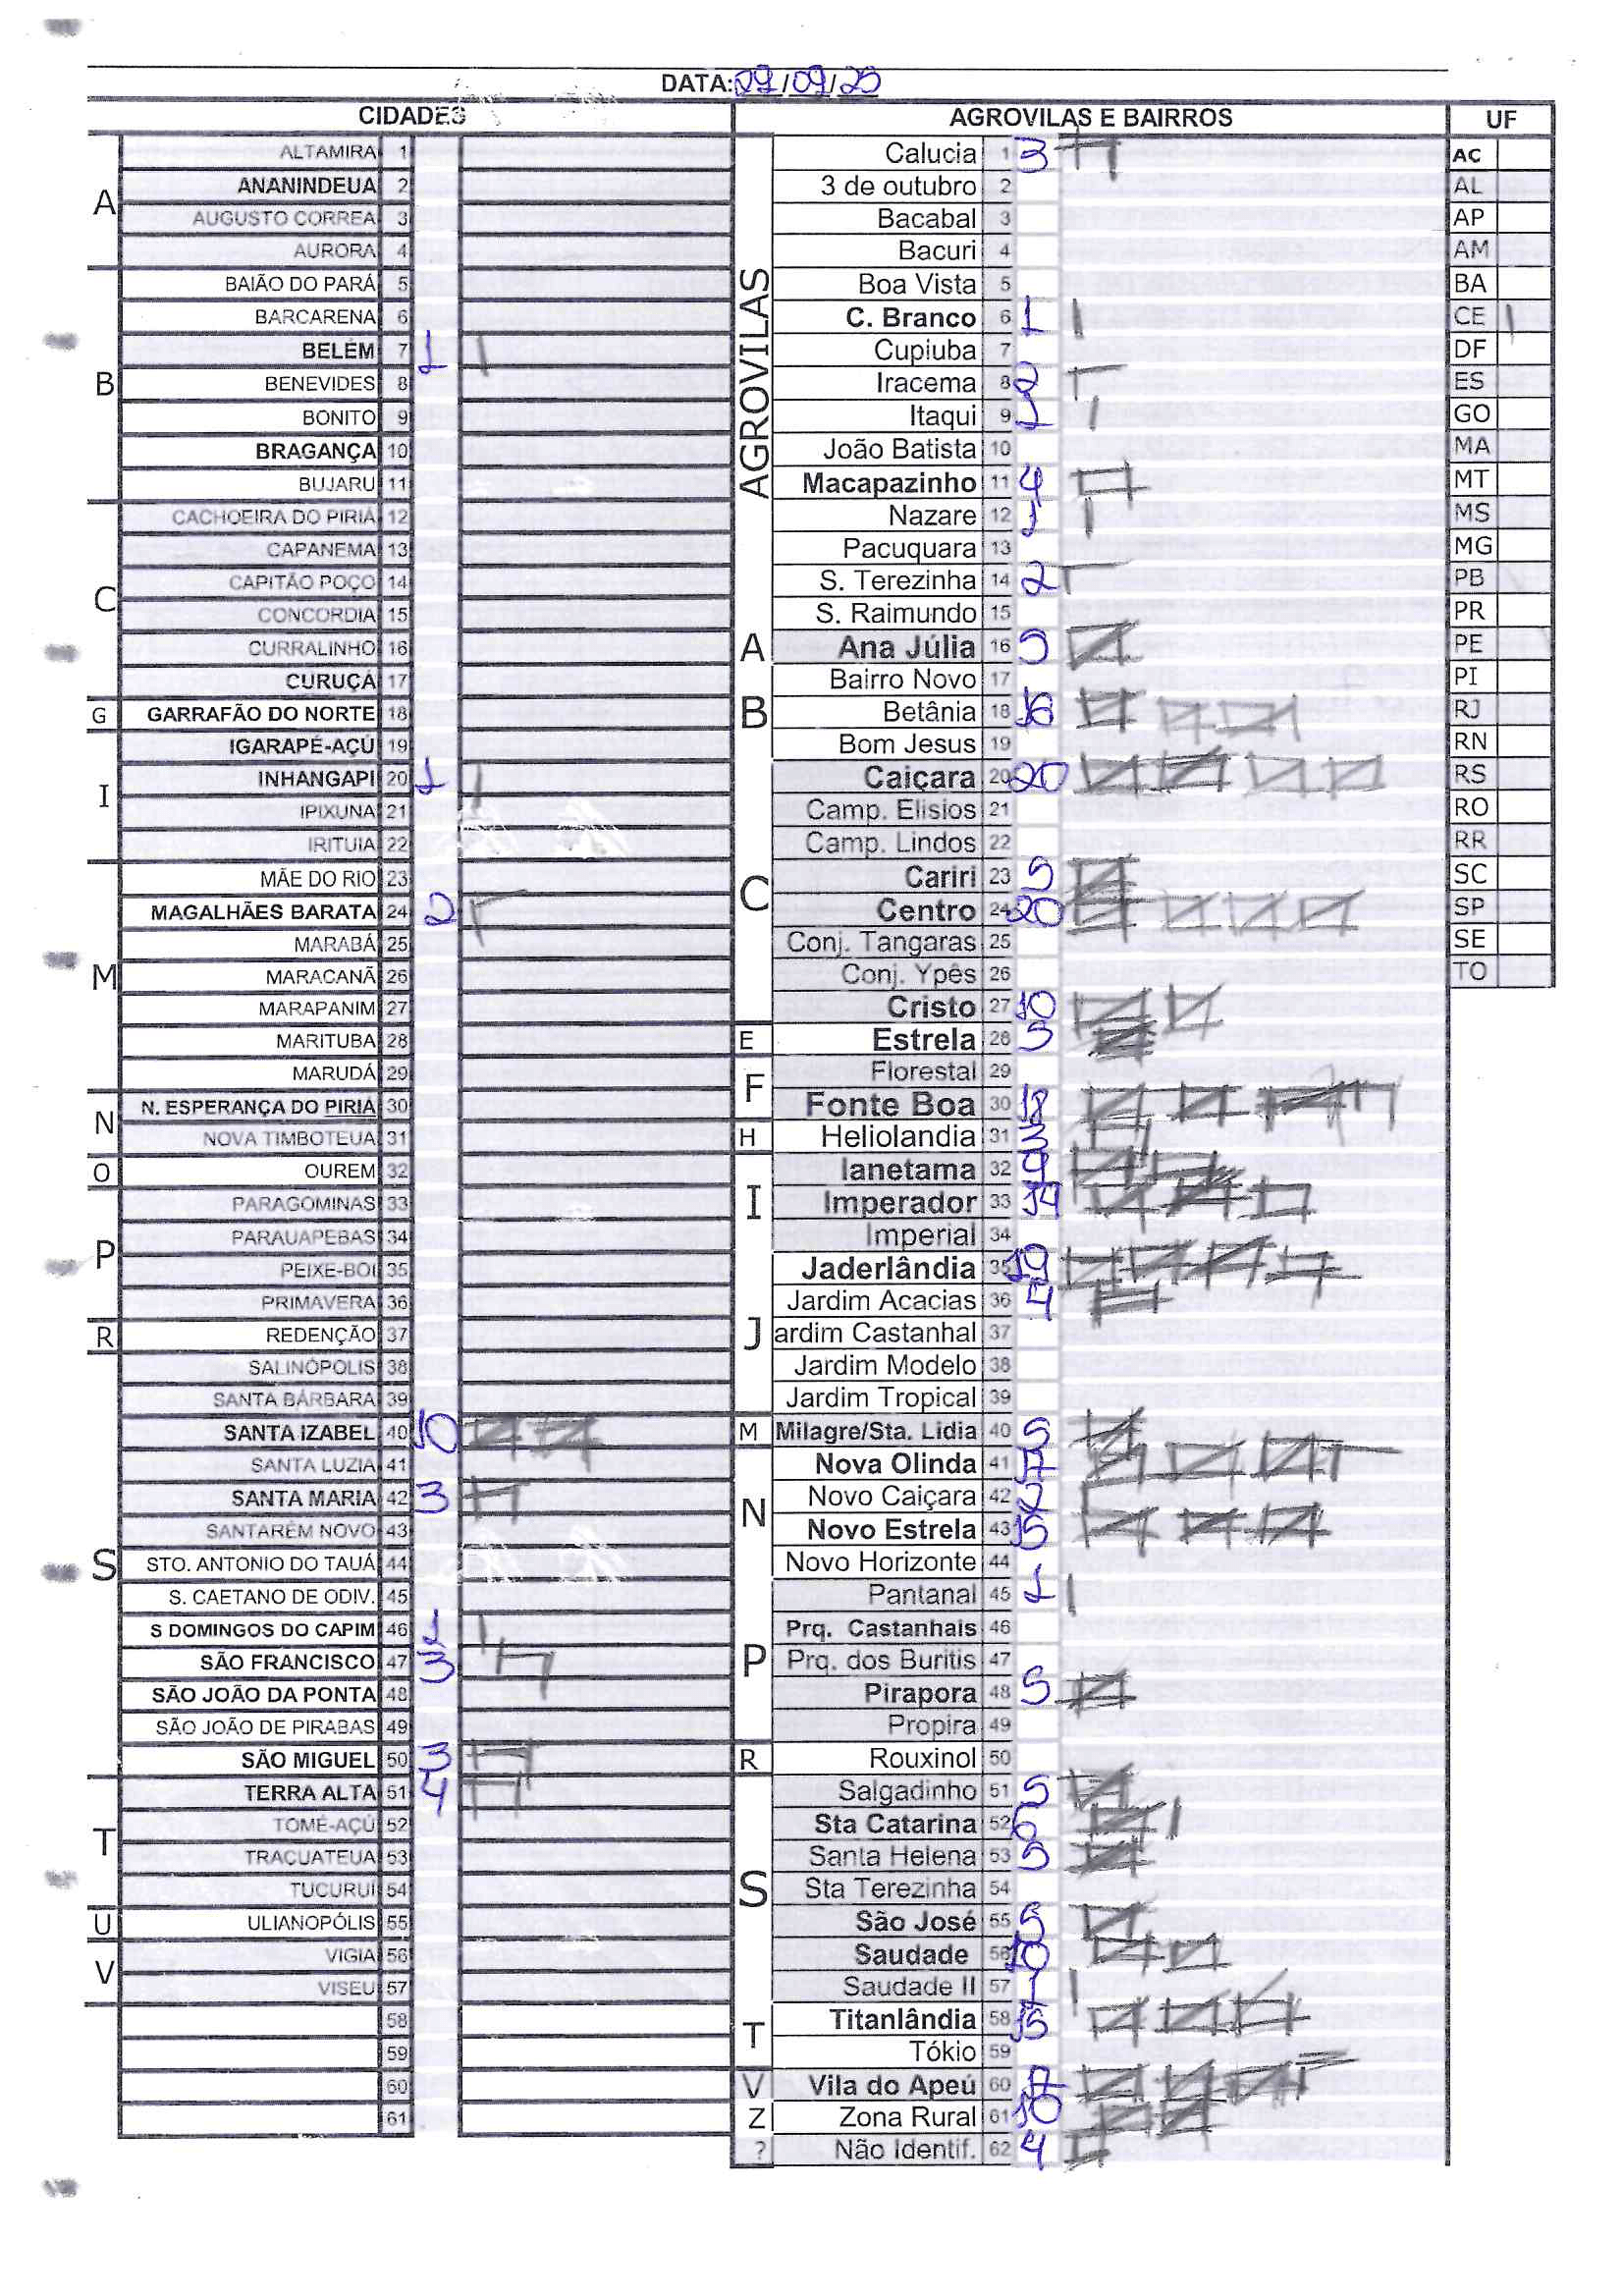 DATA: 09/09/25
CIDADES
A
ALTAMIRA 1
ANANINDEUA 2
AUGUSTO CORREA 3
AURORA 4
B
BAIÃO DO PARÁ 5
BARCARENA 6
BELÉM 7 1
BENEVIDES 8
BONITO 9
BRAGANÇA 10
BUJARU 11
C
CACHOEIRA DO PIRIÁ 12
CAPANEMA 13
CAPITÃO POÇO 14
CONCORDIA 15
CURRALINHO 16
CURUÇÁ 17
G
GARRAFÃO DO NORTE 18
I
IGARAPÉ-AÇÚ 19
INHANGAPI 20 1
IPIXUNA 21
IRITUIA 22
M
MÃE DO RIO 23
MAGALHÃES BARATA 24 2
MARABÁ 25
MARACANÃ 26
MARAPANIM 27
MARITUBA 28
MARUDÁ 29
N
N. ESPERANÇA DO PIRIÁ 30
NOVA TIMBOTEUA 31
O
OUREM 32
P
PARAGOMINAS 33
PARAUAPEBAS 34
PEIXE-BOI 35
PRIMAVERA 36
R
REDENÇÃO 37
S
SALINÓPOLIS 38
SANTA BÁRBARA 39
SANTA IZABEL 40 10
SANTA LUZIA 41
SANTA MARIA 42 3
SANTARÉM NOVO 43
STO. ANTONIO DO TAUÁ 44
S. CAETANO DE ODIV. 45
S DOMINGOS DO CAPIM 46 1
SÃO FRANCISCO 47 3
SÃO JOÃO DA PONTA 48
SÃO JOÃO DE PIRABAS 49
SÃO MIGUEL 50 3
T
TERRA ALTA 51 4
TOMÉ-AÇÚ 52
TRACUATEUA 53
TUCURUI 54
U
ULIANOPÓLIS 55
V
VIGIA 56
VISEU 57
58
59
60
61
AGROVILAS E BAIRROS
AGROVILAS
Calucia 1 3
3 de outubro 2
Bacabal 3
Bacuri 4
Boa Vista 5
C. Branco 6 1
Cupiuba 7
Iracema 8 2
Itaqui 9 1
João Batista 10
Macapazinho 11 4
Nazare 12 1
Pacuquara 13
S. Terezinha 14 2
S. Raimundo 15
A
Ana Júlia 16 5
B
Bairro Novo 17
Betânia 18 16
Bom Jesus 19
C
Caiçara 20 20
Camp. Elisios 21
Camp. Lindos 22
Cariri 23 5
Centro 24 20
Conj. Tangaras 25
Conj. Ypês 26
Cristo 27 10
E
Estrela 28 5
F
Florestal 29
Fonte Boa 30 18
H
Heliolandia 31 3
I
Ianetama 32 9
Imperador 33 14
Imperial 34
J
Jaderlândia 35 19
Jardim Acacias 36 4
ardim Castanhal 37
Jardim Modelo 38
Jardim Tropical 39
M
Milagre/Sta. Lidia 40 5
N
Nova Olinda 41 17
Novo Caiçara 42 2
Novo Estrela 43 15
Novo Horizonte 44
P
Pantanal 45 1
Prq. Castanhais 46
Prq. dos Buritis 47
Pirapora 48 5
Propira 49
R
Rouxinol 50
S
Salgadinho 51 5
Sta Catarina 52 6
Santa Helena 53 5
Sta Terezinha 54
São José 55 5
Saudade 56 10
Saudade II 57 1
T
Titanlândia 58 15
Tókio 59
V
Vila do Apeú 60 17
Z
Zona Rural 61 10
?
Não Identif. 62 4
UF
AC
AL
AP
AM
BA
CE |
DF
ES
GO
MA
MT
MS
MG
PB
PR
PE
PI
RJ
RN
RS
RO
RR
SC
SP
SE
TO